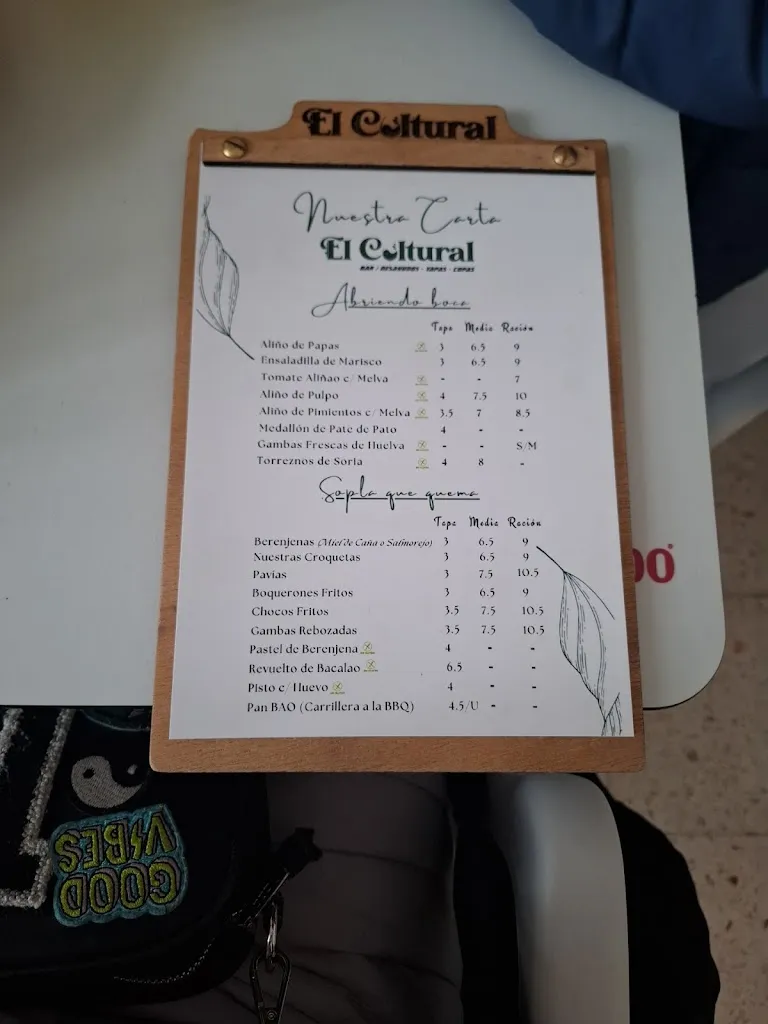 El Cultural
Nuestra Carta
El Cultural
BAR / DESAYUNOS - TAPAS - COPAS
Abriendo boca
Tapa Media Ración
Aliño de Papas 3 6.5 9
Ensaladilla de Marisco 3 6.5 9
Tomate Aliñao c/ Melva - - 7
Aliño de Pulpo 4 7.5 10
Aliño de Pimientos c/ Melva 3.5 7 8.5
Medallón de Pate de Pato 4 - -
Gambas Frescas de Huelva - - S/M
Torreznos de Soria 4 8 -
Sopla que quema
Tapa Media Ración
Berenjenas (Miel de Caña o Salmorejo) 3 6.5 9
Nuestras Croquetas 3 6.5 9
Pavías 3 7.5 10.5
Boquerones Fritos 3 6.5 9
Chocos Fritos 3.5 7.5 10.5
Gambas Rebozadas 3.5 7.5 10.5
Pastel de Berenjena 4 - -
Revuelto de Bacalao 6.5 - -
Pisto c/ Huevo 4 - -
Pan BAO (Carrillera a la BBQ) 4.5/U - -
GOOD
VIBES